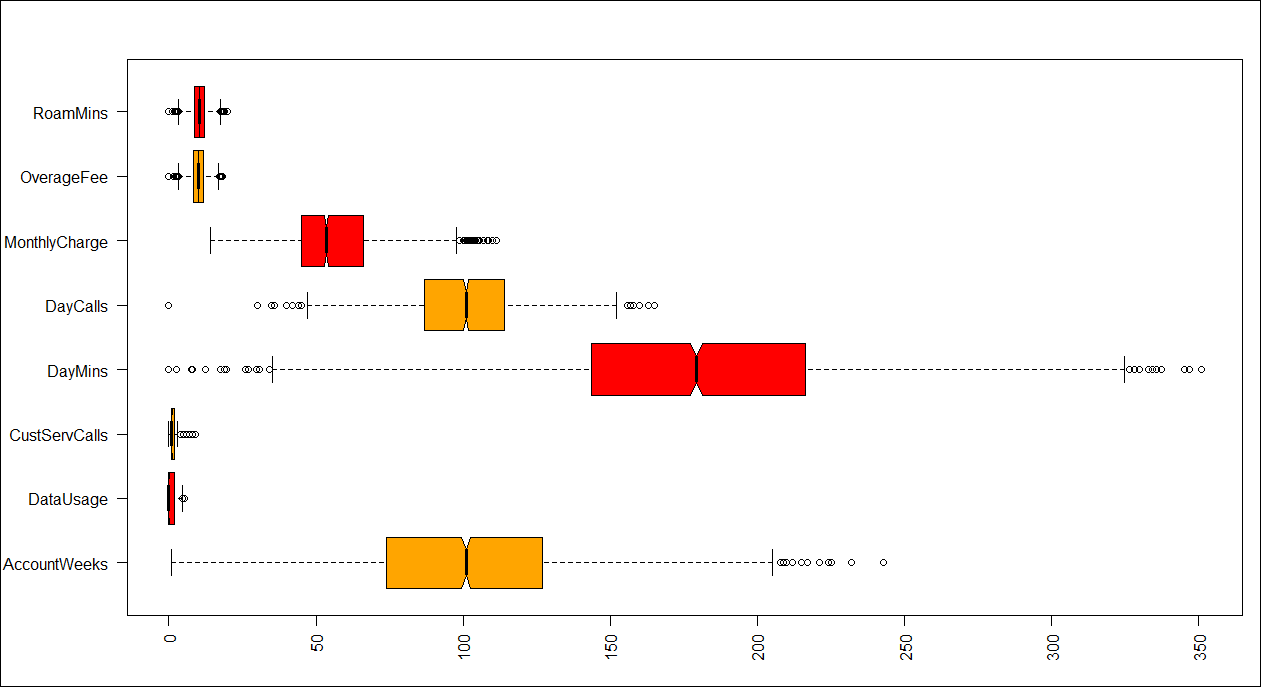 RoamMins
OverageFee
MonthlyCharge
DayCalls
DayMins
CustServCalls
DataUsage
AccountWeeks
0 50 100 150 200 250 300 350